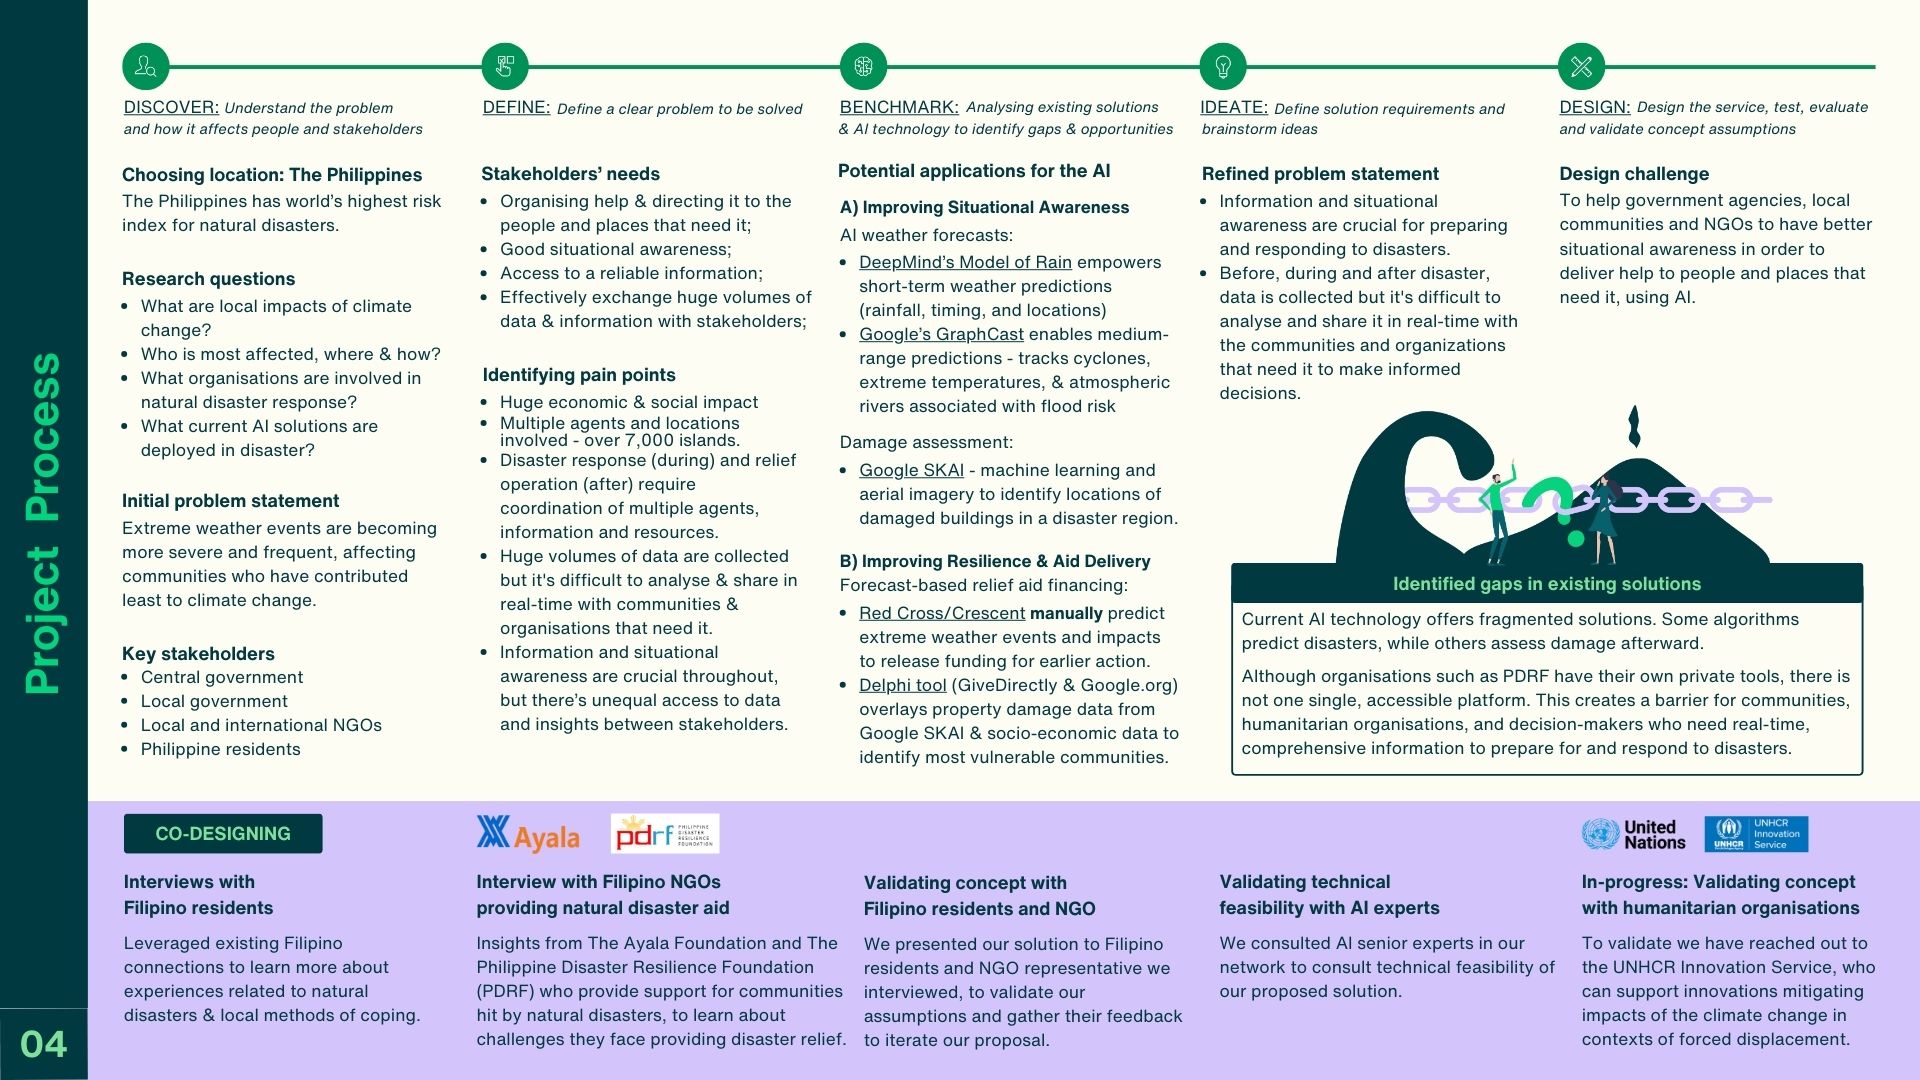 Project Process
04
DISCOVER: Understand the problem
and how it affects people and stakeholders
Choosing location: The Philippines
The Philippines has world's highest risk
index for natural disasters.
Research questions
• What are local impacts of climate
change?
• Who is most affected, where & how?
• What organisations are involved in
natural disaster response?
• What current AI solutions are
deployed in disaster?
Initial problem statement
Extreme weather events are becoming
more severe and frequent, affecting
communities who have contributed
least to climate change.
Key stakeholders
• Central government
• Local government
• Local and international NGOs
• Philippine residents
DEFINE: Define a clear problem to be solved
Stakeholders' needs
• Organising help & directing it to the
people and places that need it;
• Good situational awareness;
• Access to a reliable information;
• Effectively exchange huge volumes of
data & information with stakeholders;
Identifying pain points
• Huge economic & social impact
• Multiple agents and locations
involved - over 7,000 islands.
• Disaster response (during) and relief
operation (after) require
coordination of multiple agents,
information and resources.
• Huge volumes of data are collected
but it's difficult to analyse & share in
real-time with communities &
organisations that need it.
• Information and situational
awareness are crucial throughout,
but there's unequal access to data
and insights between stakeholders.
BENCHMARK: Analysing existing solutions
& AI technology to identify gaps & opportunities
Potential applications for the AI
A) Improving Situational Awareness
AI weather forecasts:
• DeepMind's Model of Rain empowers
short-term weather predictions
(rainfall, timing, and locations)
• Google's GraphCast enables medium-
range predictions - tracks cyclones,
extreme temperatures, & atmospheric
rivers associated with flood risk
Damage assessment:
• Google SKAI - machine learning and
aerial imagery to identify locations of
damaged buildings in a disaster region.
B) Improving Resilience & Aid Delivery
Forecast-based relief aid financing:
• Red Cross/Crescent manually predict
extreme weather events and impacts
to release funding for earlier action.
• Delphi tool (GiveDirectly & Google.org)
overlays property damage data from
Google SKAI & socio-economic data to
identify most vulnerable communities.
IDEATE: Define solution requirements and
brainstorm ideas
Refined problem statement
• Information and situational
awareness are crucial for preparing
and responding to disasters.
• Before, during and after disaster,
data is collected but it's difficult to
analyse and share it in real-time with
the communities and organizations
that need it to make informed
decisions.
DESIGN: Design the service, test, evaluate
and validate concept assumptions
Design challenge
To help government agencies, local
communities and NGOs to have better
situational awareness in order to
deliver help to people and places that
need it, using AI.
Identified gaps in existing solutions
Current AI technology offers fragmented solutions. Some algorithms
predict disasters, while others assess damage afterward.
Although organisations such as PDRF have their own private tools, there is
not one single, accessible platform. This creates a barrier for communities,
humanitarian organisations, and decision-makers who need real-time,
comprehensive information to prepare for and respond to disasters.
CO-DESIGNING
Interviews with
Filipino residents
Leveraged existing Filipino
connections to learn more about
experiences related to natural
disasters & local methods of coping.
Ayala
pdrf
PHILIPPINE
DISASTER
RESILIENCE
FOUNDATION
Interview with Filipino NGOs
providing natural disaster aid
Insights from The Ayala Foundation and The
Philippine Disaster Resilience Foundation
(PDRF) who provide support for communities
hit by natural disasters, to learn about
challenges they face providing disaster relief.
Validating concept with
Filipino residents and NGO
We presented our solution to Filipino
residents and NGO representative we
interviewed, to validate our
assumptions and gather their feedback
to iterate our proposal.
Validating technical
feasibility with AI experts
We consulted AI senior experts in our
network to consult technical feasibility of
our proposed solution.
United
Nations
UNHCR
UNHCR
Innovation
Service
In-progress: Validating concept
with humanitarian organisations
To validate we have reached out to
the UNHCR Innovation Service, who
can support innovations mitigating
impacts of the climate change in
contexts of forced displacement.